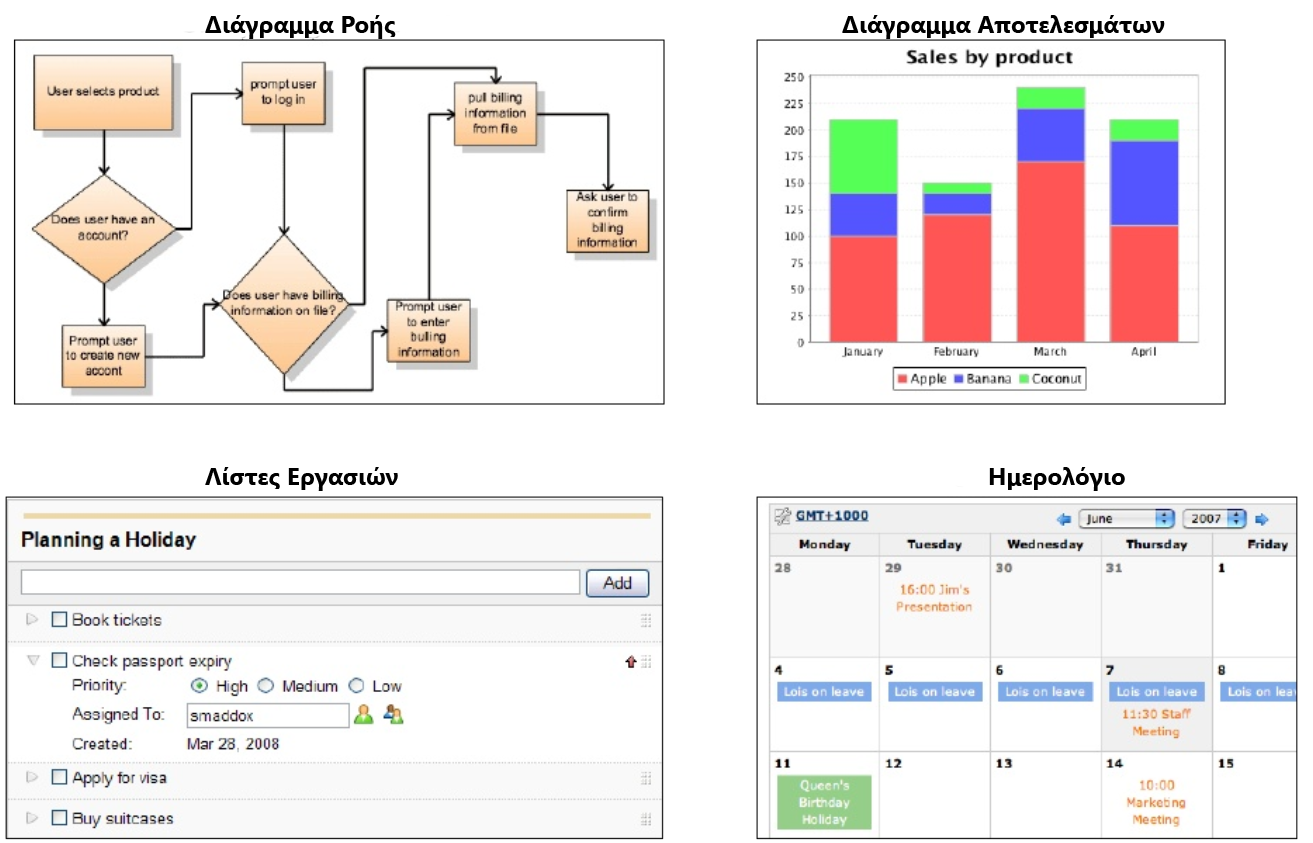 Διάγραμμα Ροής
User selects product
prompt user
to log in
pull billing
information
from file
Does user have an
account?
Ask user to
confirm
billing
information
Does user have billing
information on file?
Prompt user
to create new
accont
Prompt user
to enter
bulling
information
Διάγραμμα Αποτελεσμάτων
Sales by product
250
225
200
175
150
125
100
75
50
25
0
January February March April
Apple Banana Coconut
Λίστες Εργασιών
Planning a Holiday
Add
Book tickets
Check passport expiry
Priority: High Medium Low
Assigned To: smaddox
Created: Mar 28, 2008
Apply for visa
Buy suitcases
Ημερολόγιο
GMT+1000 June 2007
Monday Tuesday Wednesday Thursday Friday
28 29 30 31 1
16:00 Jim's
Presentation
4 5 6 7 8
Lois on leave Lois on leave Lois on leave Lois on leave Lois on lea
11:30 Staff
Meeting
11 12 13 14 15
Queen's
Birthday
Holiday
10:00
Marketing
Meeting